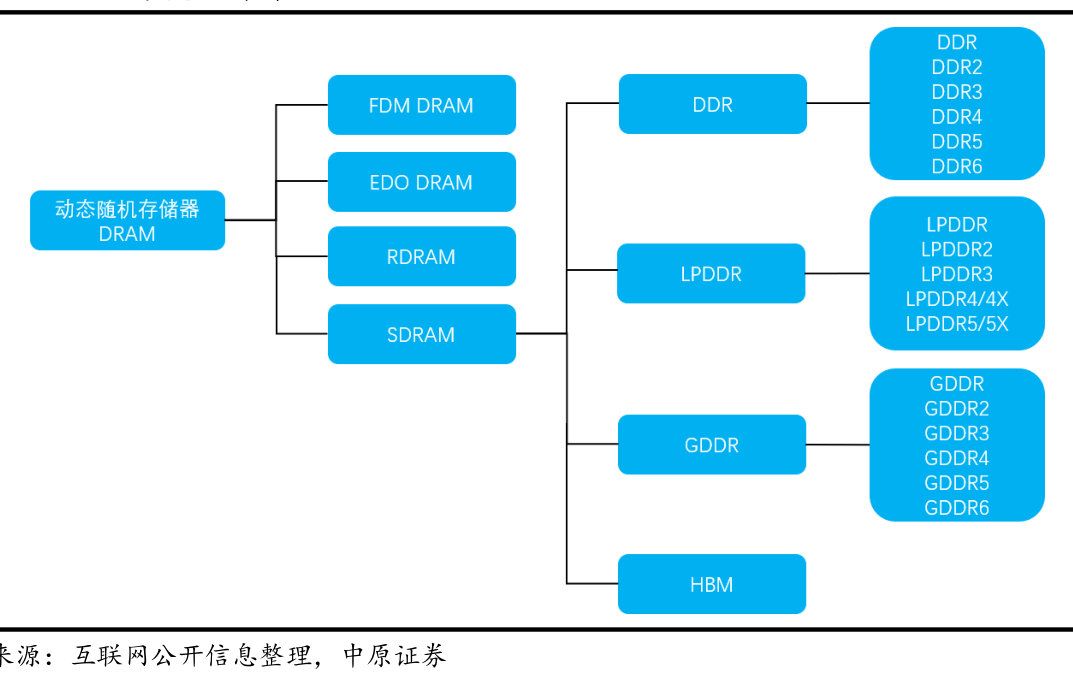 动态随机存储器
DRAM
FDM DRAM
EDO DRAM
RDRAM
SDRAM
DDR
LPDDR
GDDR
HBM
DDR
DDR2
DDR3
DDR4
DDR5
DDR6
LPDDR
LPDDR2
LPDDR3
LPDDR4/4X
LPDDR5/5X
GDDR
GDDR2
GDDR3
GDDR4
GDDR5
GDDR6
来源：互联网公开信息整理，中原证券